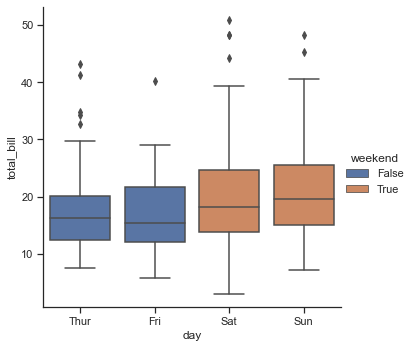 50
40
30
20
10
total_bill
Thur Fri Sat Sun
day
weekend
False
True